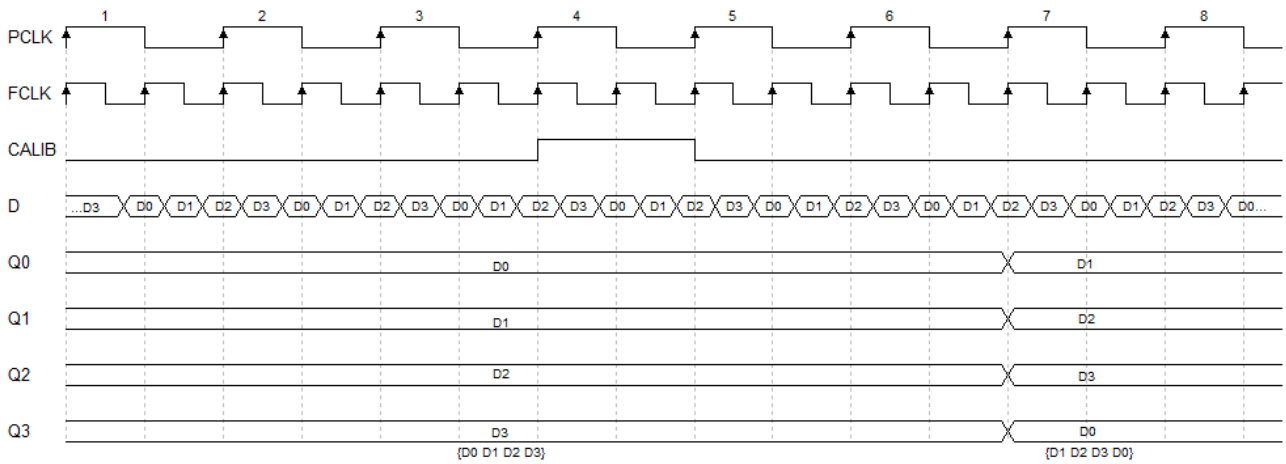 1 2 3 4 5 6 7 8
PCLK
FCLK
CALIB
D ...D3 D0 D1 D2 D3 D0 D1 D2 D3 D0 D1 D2 D3 D0 D1 D2 D3 D0 D1 D2 D3 D0 D1 D2 D3 D0 D1 D2 D3 D0...
Q0 D0 D1
Q1 D1 D2
Q2 D2 D3
Q3 D3 D0
{D0 D1 D2 D3} {D1 D2 D3 D0}